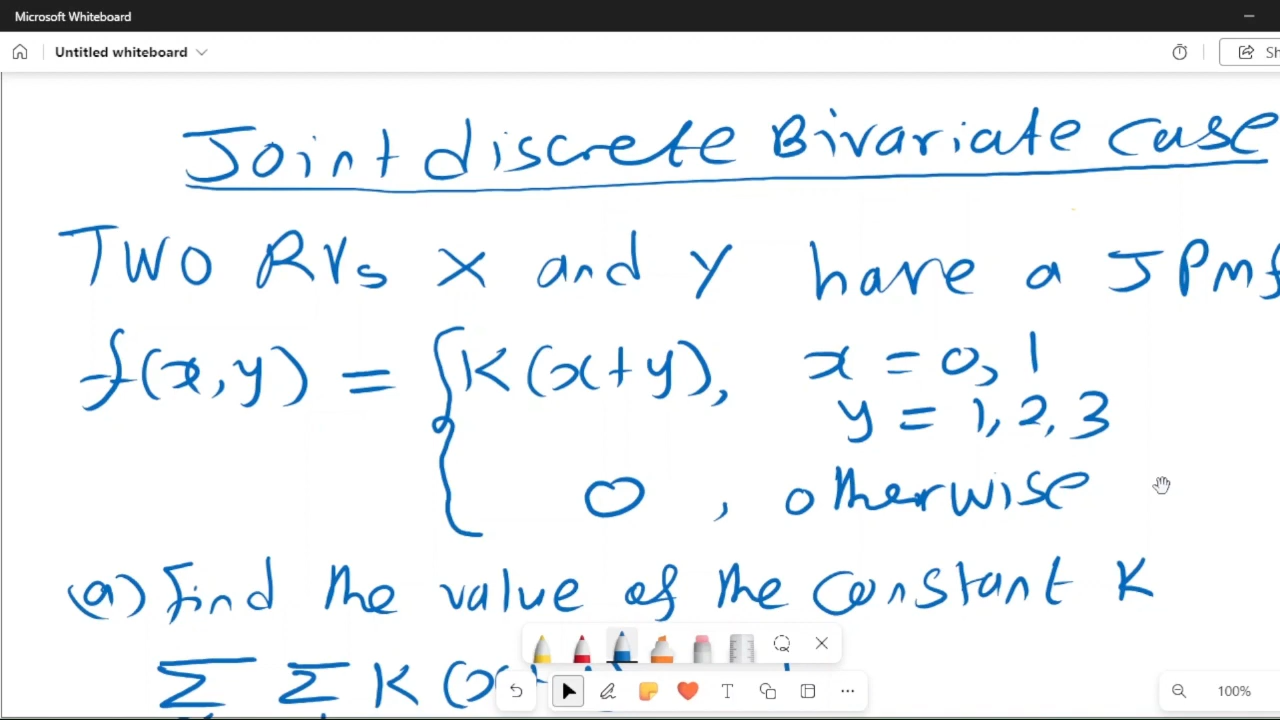 Microsoft Whiteboard
Untitled whiteboard
Sh
Joint discrete Bivariate Case
TWO RVs X and Y have a JPmf
f(x,y) = { K(x+y), x = 0, 1
y = 1, 2, 3
0 , otherwise
(a) Find the value of the constant K
Σ Σ K (x
T
100%